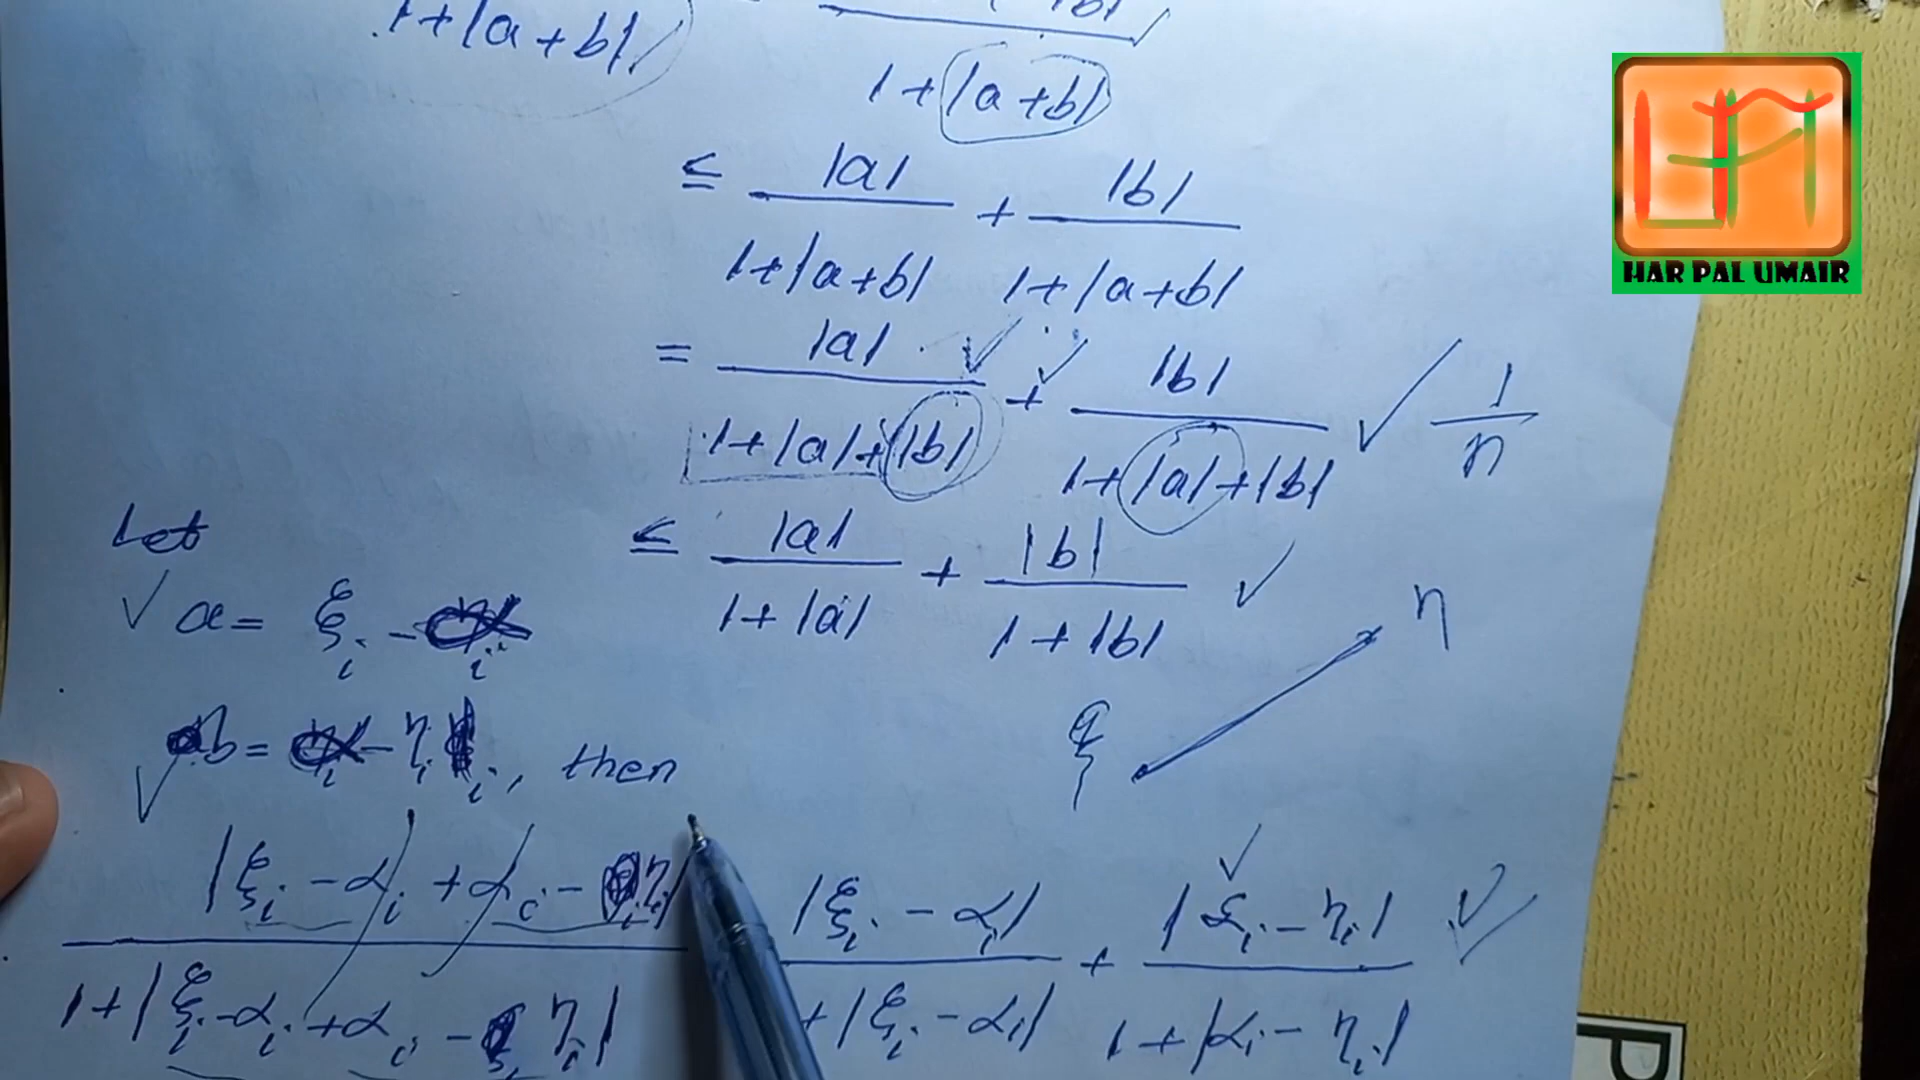 |b|
1+|a+b|
1+|a+b|
≤ |a| / 1+|a+b| + |b| / 1+|a+b|
= |a| / 1+|a|+|b| + |b| / 1+|a|+|b| ✓ 1/n
Let
≤ |a| / 1+|a| + |b| / 1+|b| ✓
✓ a = ξi -
η
✓ b = - ηi, then
ξ
|ξi - αi + αi - ηi| / 1+|ξi - αi + αi - ηi|
|ξi - αi| / +|ξi - αi| + |αi - ηi| / 1+|αi - ηi| ✓
HAR PAL UMAIR
P